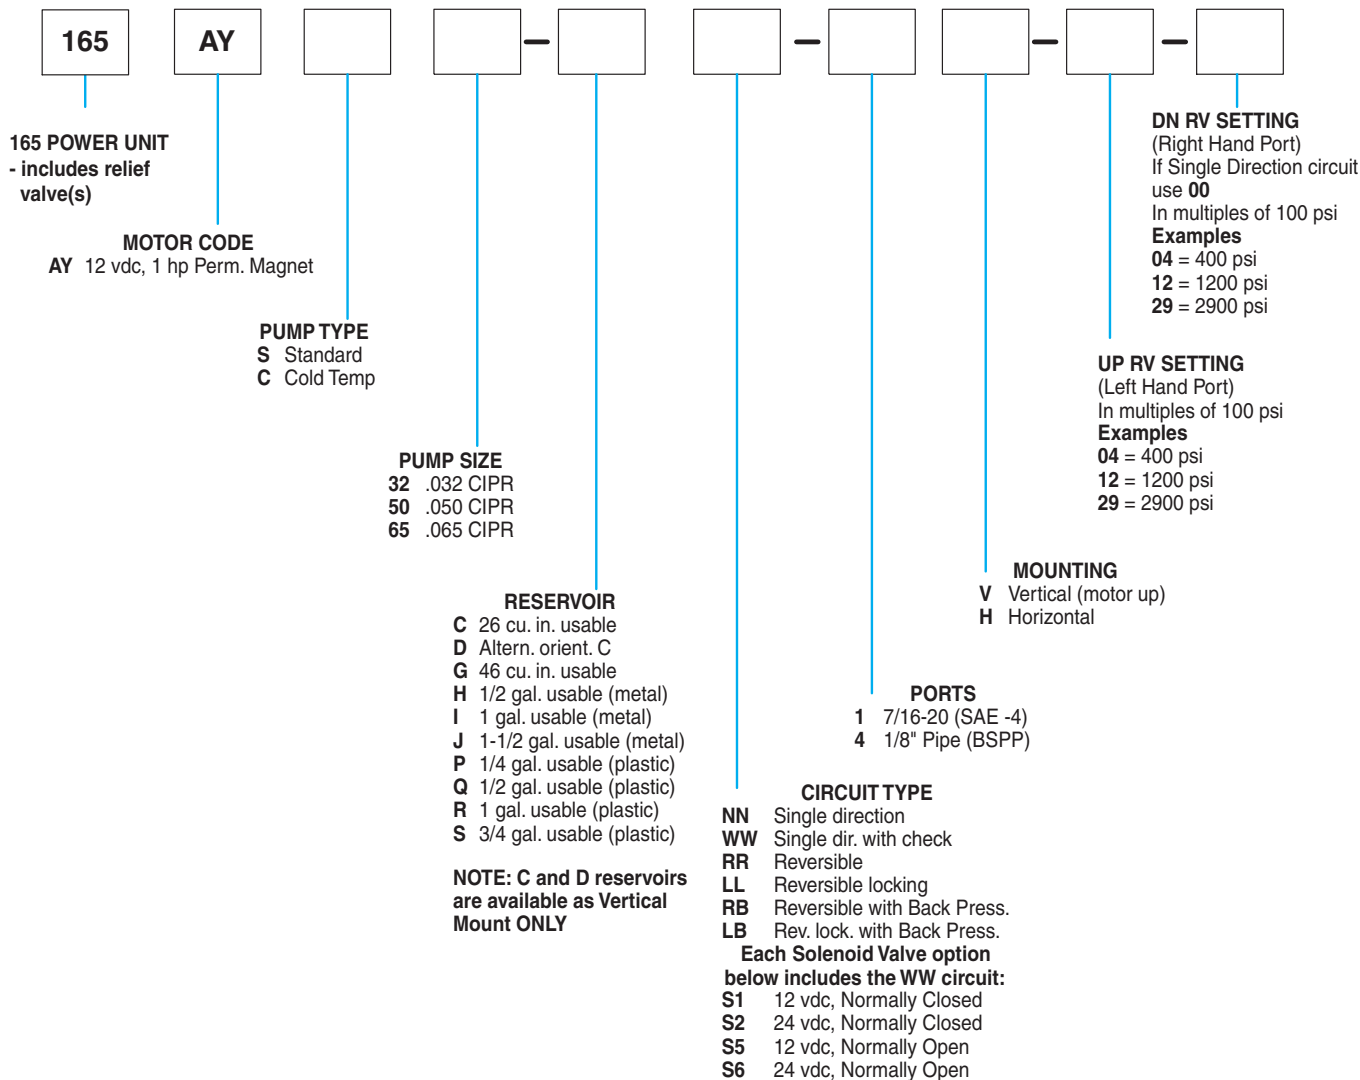 165
AY
165 POWER UNIT
- includes relief
valve(s)
MOTOR CODE
AY 12 vdc, 1 hp Perm. Magnet
PUMP TYPE
S Standard
C Cold Temp
PUMP SIZE
32 .032 CIPR
50 .050 CIPR
65 .065 CIPR
RESERVOIR
C 26 cu. in. usable
D Altern. orient. C
G 46 cu. in. usable
H 1/2 gal. usable (metal)
I 1 gal. usable (metal)
J 1-1/2 gal. usable (metal)
P 1/4 gal. usable (plastic)
Q 1/2 gal. usable (plastic)
R 1 gal. usable (plastic)
S 3/4 gal. usable (plastic)
NOTE: C and D reservoirs
are available as Vertical
Mount ONLY
CIRCUIT TYPE
NN Single direction
WW Single dir. with check
RR Reversible
LL Reversible locking
RB Reversible with Back Press.
LB Rev. lock. with Back Press.
Each Solenoid Valve option
below includes the WW circuit:
S1 12 vdc, Normally Closed
S2 24 vdc, Normally Closed
S5 12 vdc, Normally Open
S6 24 vdc, Normally Open
PORTS
1 7/16-20 (SAE -4)
4 1/8" Pipe (BSPP)
MOUNTING
V Vertical (motor up)
H Horizontal
UP RV SETTING
(Left Hand Port)
In multiples of 100 psi
Examples
04 = 400 psi
12 = 1200 psi
29 = 2900 psi
DN RV SETTING
(Right Hand Port)
If Single Direction circuit
use 00
In multiples of 100 psi
Examples
04 = 400 psi
12 = 1200 psi
29 = 2900 psi